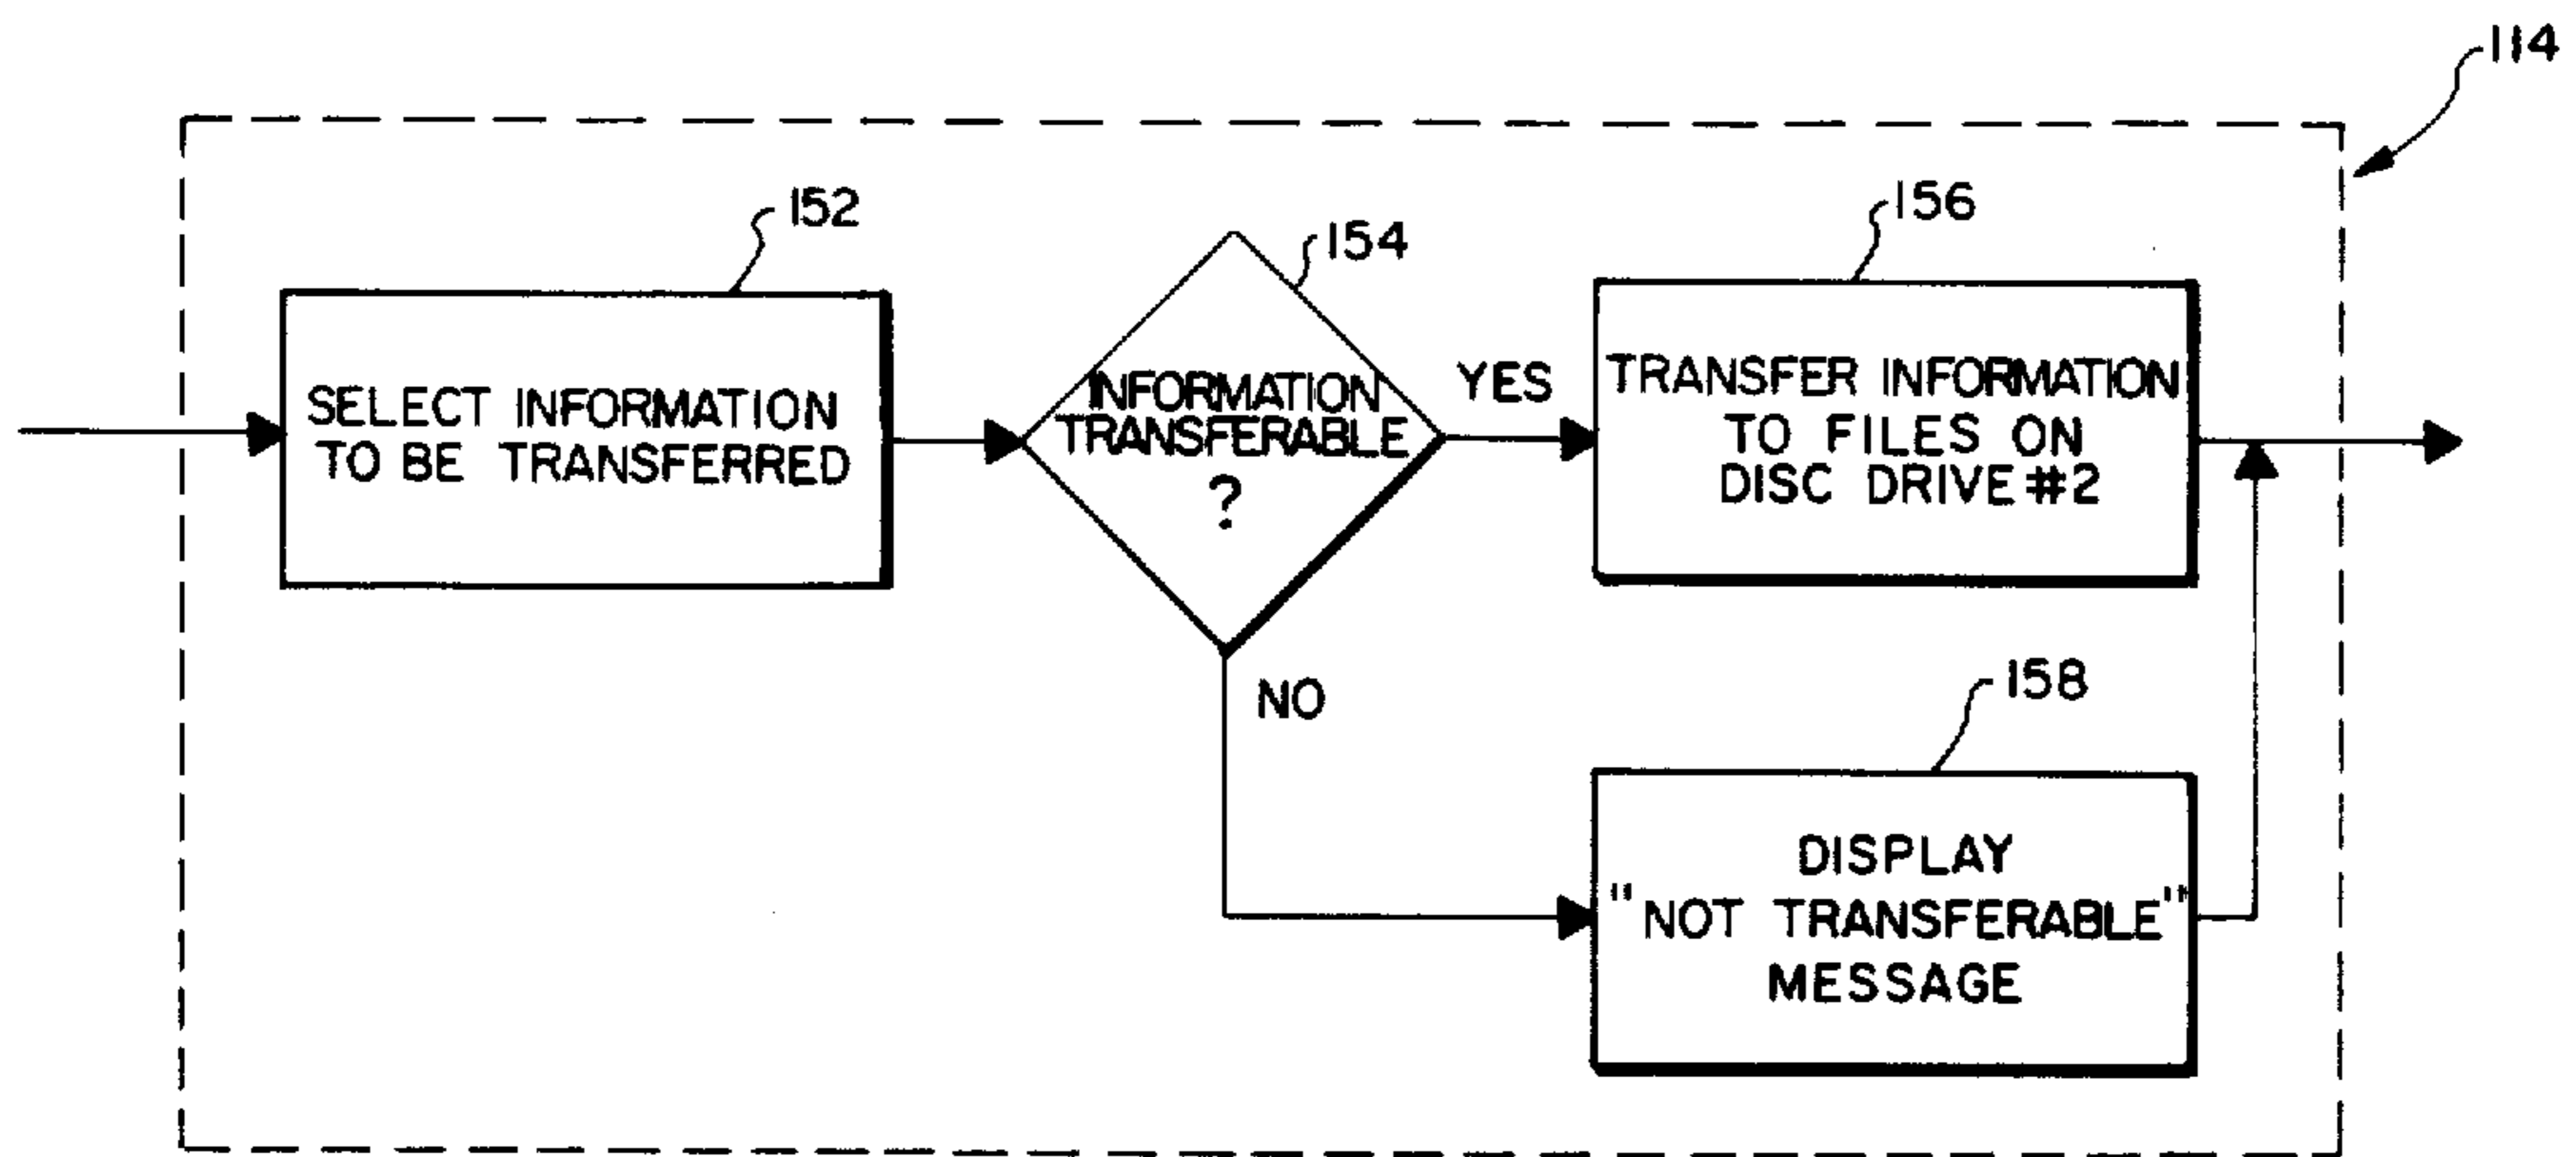 114
152
SELECT INFORMATION
TO BE TRANSFERRED
154
INFORMATION
TRANSFERABLE
?
YES
NO
156
TRANSFER INFORMATION
TO FILES ON
DISC DRIVE #2
158
DISPLAY
"NOT TRANSFERABLE"
MESSAGE